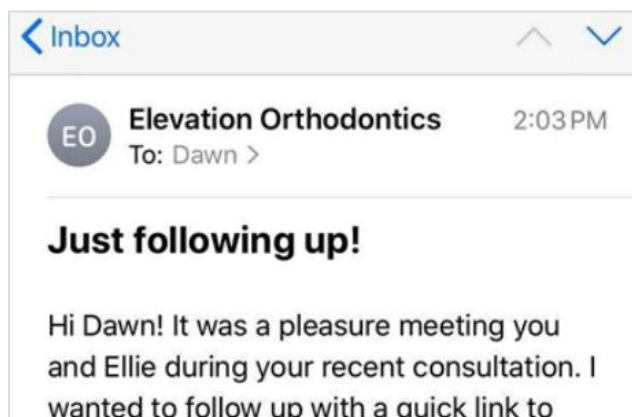 Inbox
EO
Elevation Orthodontics
2:03 PM
To: Dawn >
Just following up!
Hi Dawn! It was a pleasure meeting you
and Ellie during your recent consultation. I
wanted to follow up with a quick link to